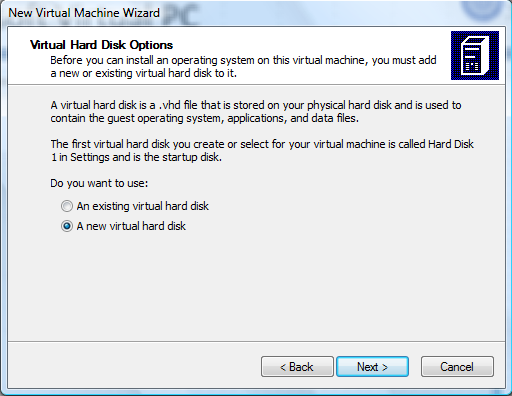 New Virtual Machine Wizard
Virtual Hard Disk Options
Before you can install an operating system on this virtual machine, you must add
a new or existing virtual hard disk to it.
A virtual hard disk is a .vhd file that is stored on your physical hard disk and is used to
contain the guest operating system, applications, and data files.
The first virtual hard disk you create or select for your virtual machine is called Hard Disk
1 in Settings and is the startup disk.
Do you want to use:
An existing virtual hard disk
A new virtual hard disk
< Back
Next >
Cancel